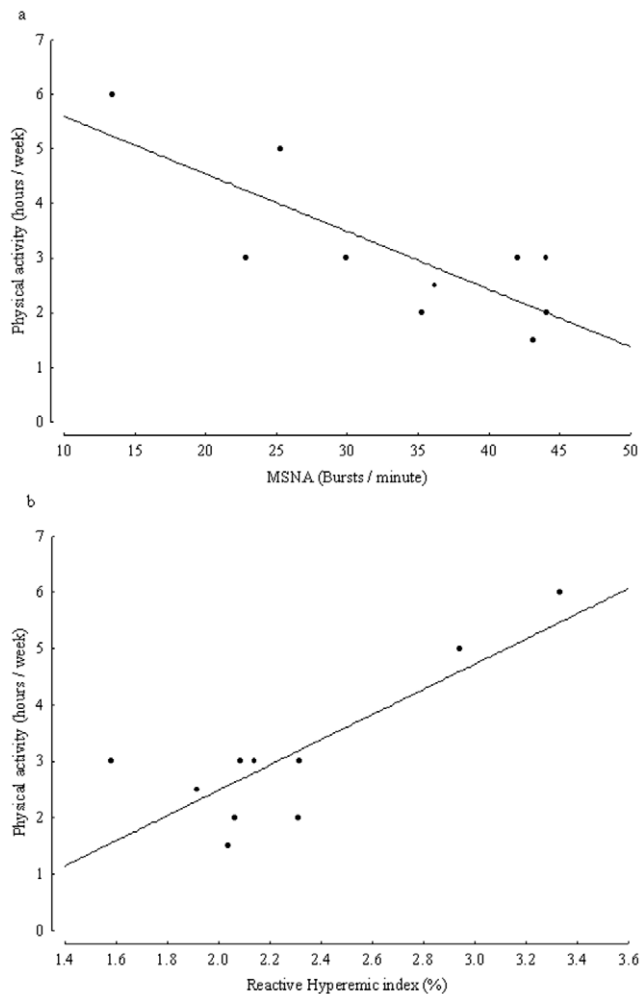 a
Physical activity (hours / week)
7
6
5
4
3
2
1
0
10 15 20 25 30 35 40 45 50
MSNA (Bursts / minute)
b
Physical activity (hours / week)
7
6
5
4
3
2
1
0
1.4 1.6 1.8 2.0 2.2 2.4 2.6 2.8 3.0 3.2 3.4 3.6
Reactive Hyperemic index (%)